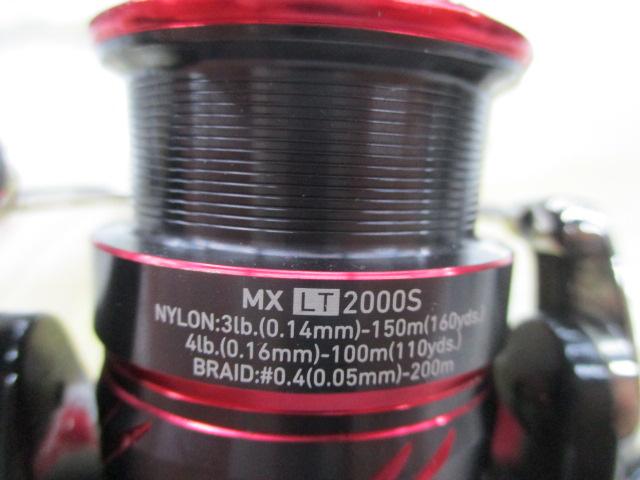 MX LT 2000S
NYLON:3lb.(0.14mm)-150m(160yds.)
4lb.(0.16mm)-100m(110yds.)
BRAID:#0.4(0.05mm)-200m